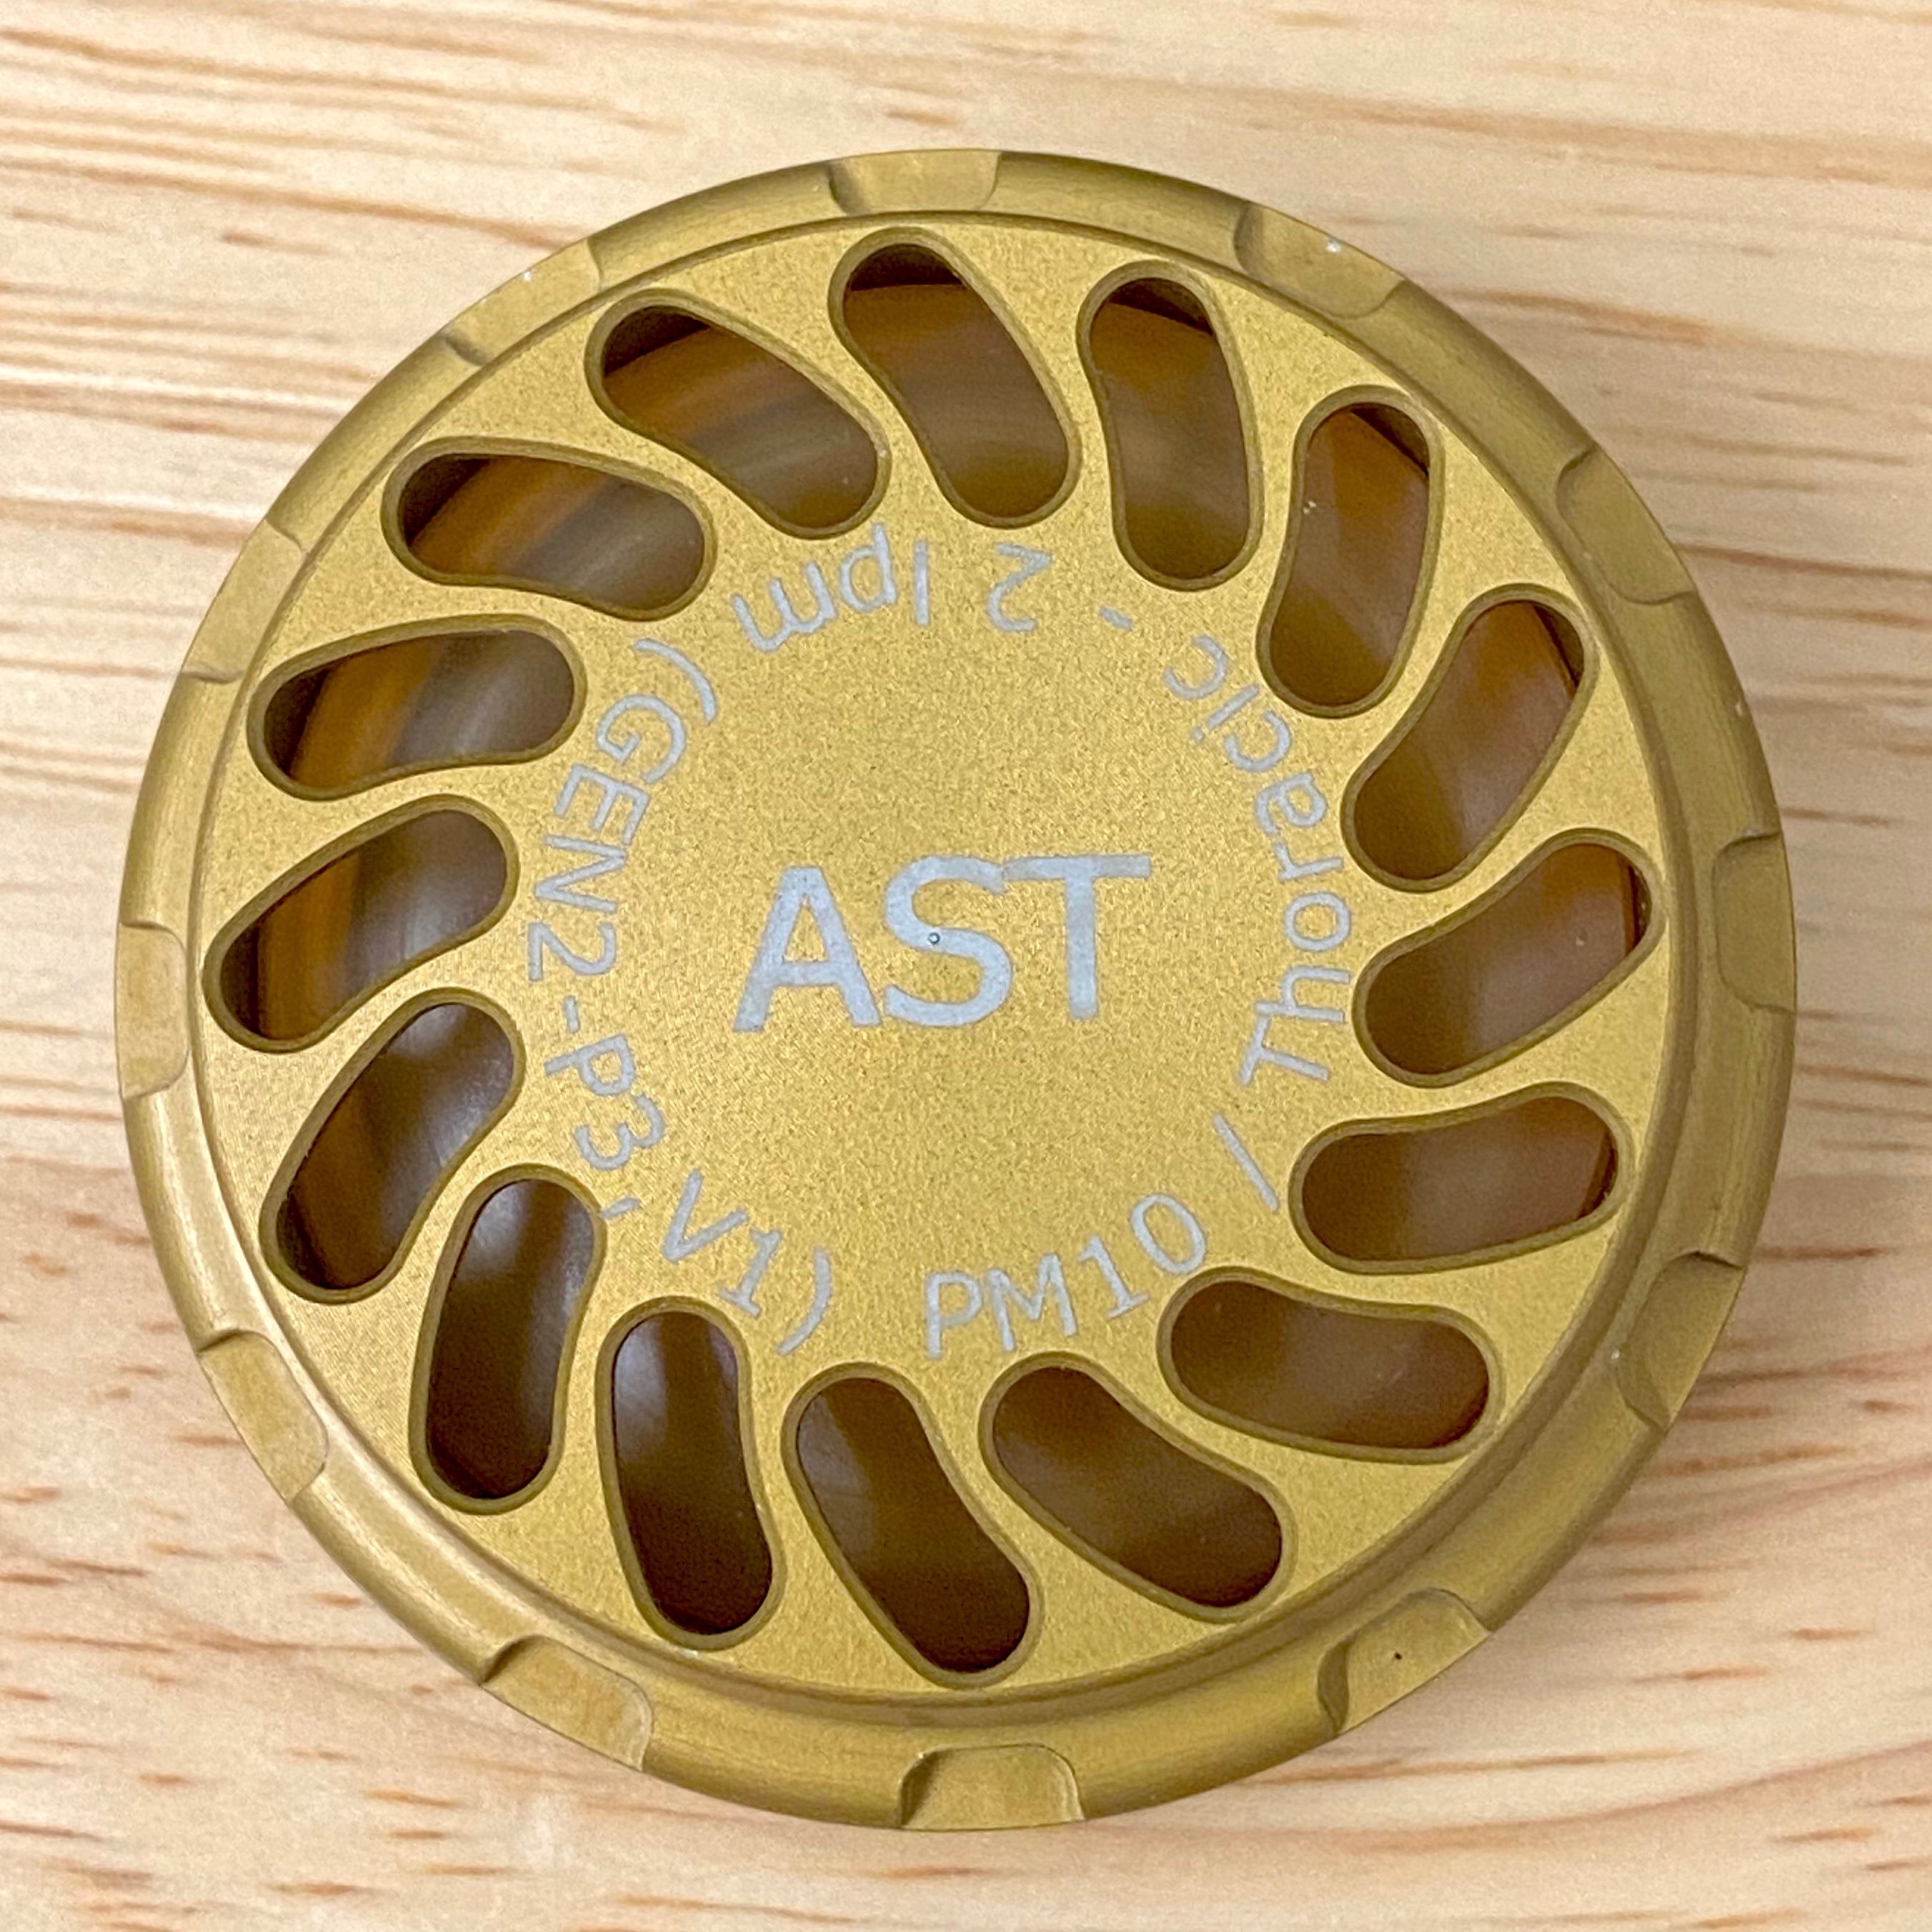 AST
PM10 / Thoracic - 2 lpm (GEN2-P3, V1)